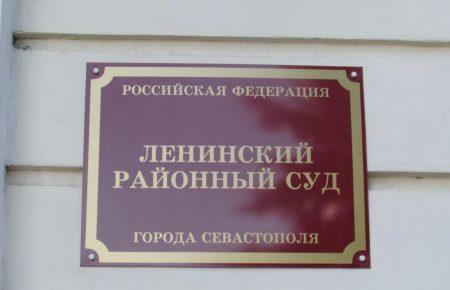 РОССИЙСКАЯ ФЕДЕРАЦИЯ
ЛЕНИНСКИЙ
РАЙОННЫЙ СУД
ГОРОДА СЕВАСТОПОЛЯ